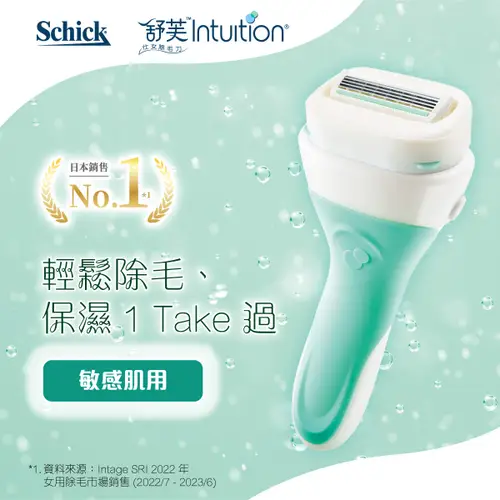 Schick
舒芙™ Intuition®
仕女除毛刀
日本銷售
No.1*1
輕鬆除毛、
保濕 1 Take 過
敏感肌用
*1. 資料來源：Intage SRI 2022 年
女用除毛市場銷售 (2022/7 - 2023/6)